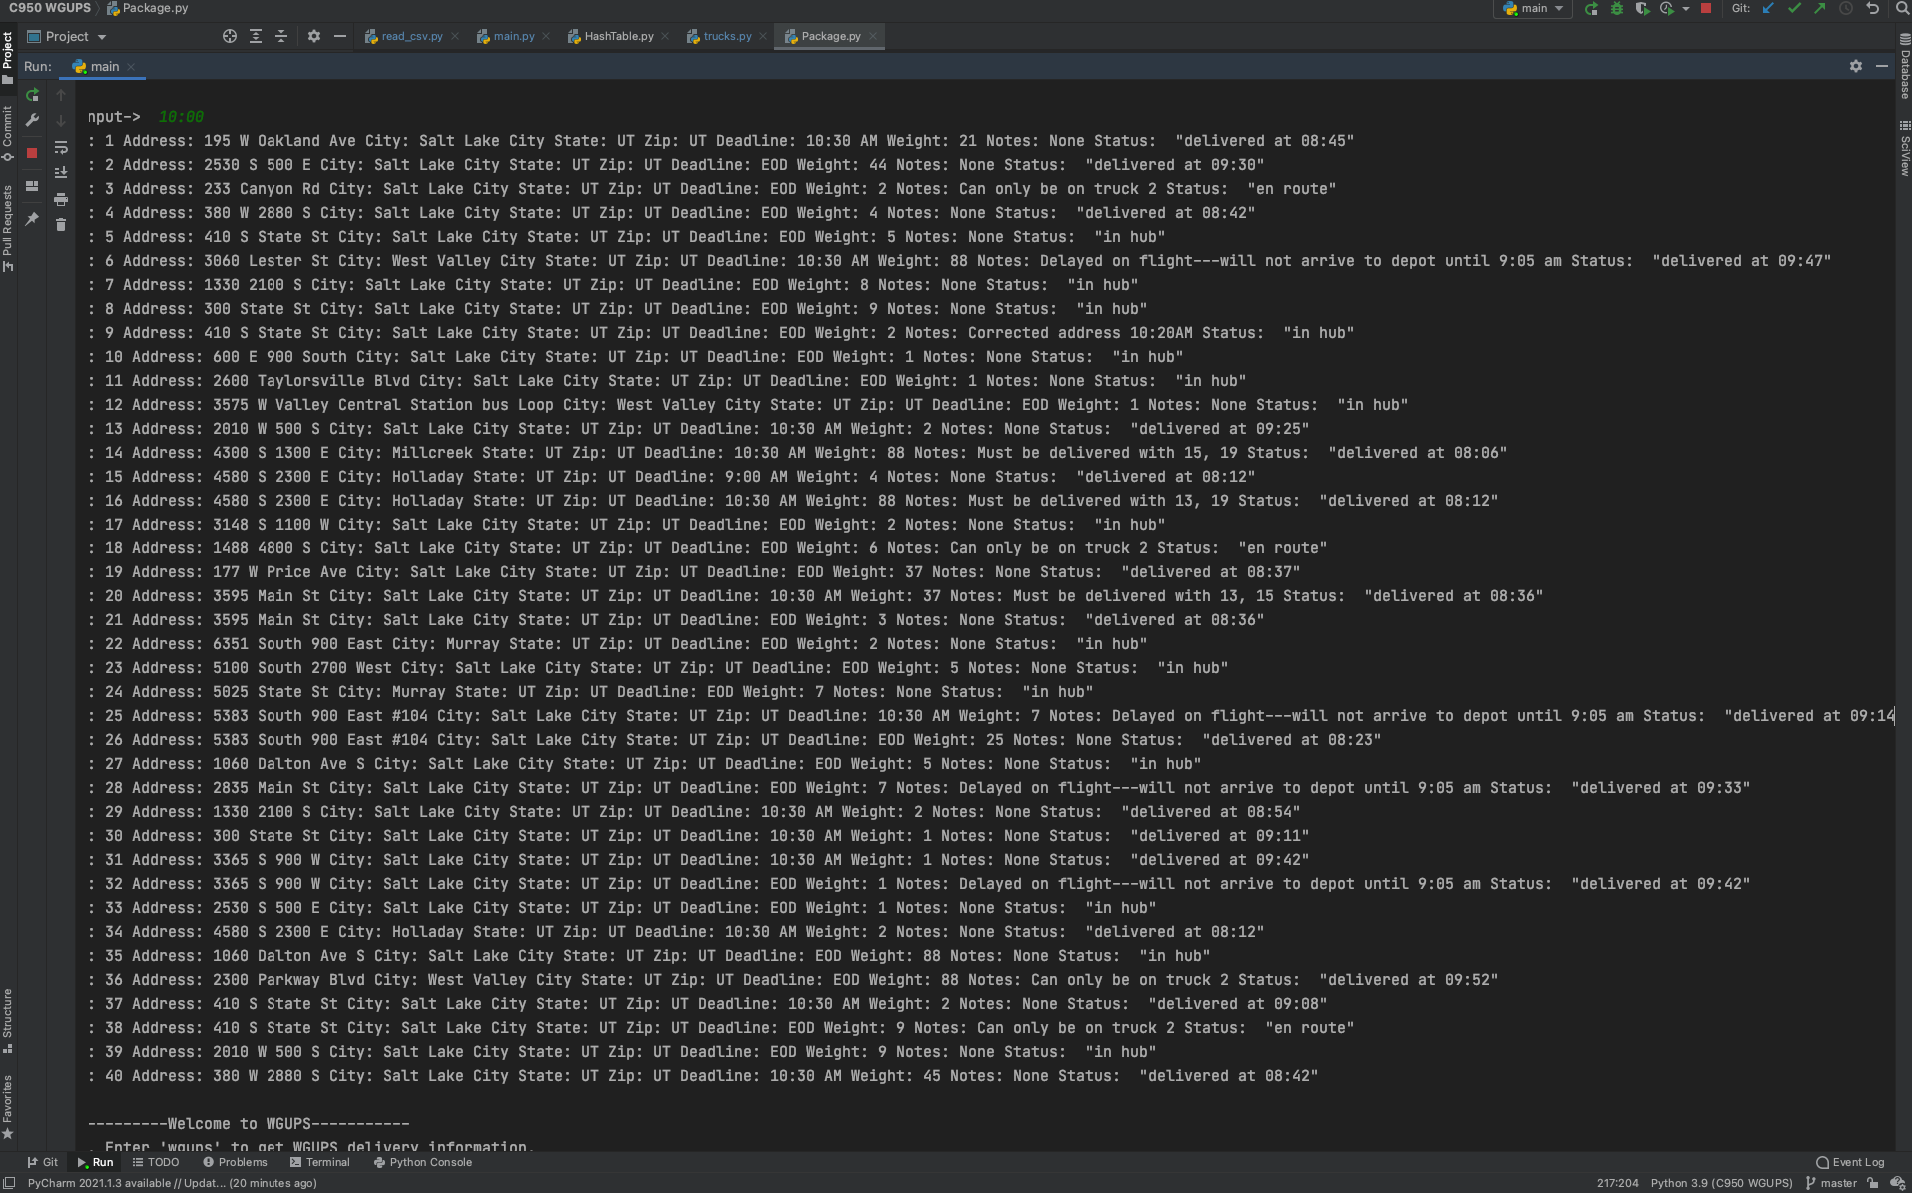 C950 WGUPS
Package.py
main
Git:
Project
read_csv.py
main.py
HashTable.py
trucks.py
Package.py
Run:
main
Project
Commit
Pull Requests
Structure
Favorites
Database
SciView
nput-> 10:00
: 1 Address: 195 W Oakland Ave City: Salt Lake City State: UT Zip: UT Deadline: 10:30 AM Weight: 21 Notes: None Status:  "delivered at 08:45"
: 2 Address: 2530 S 500 E City: Salt Lake City State: UT Zip: UT Deadline: EOD Weight: 44 Notes: None Status:  "delivered at 09:30"
: 3 Address: 233 Canyon Rd City: Salt Lake City State: UT Zip: UT Deadline: EOD Weight: 2 Notes: Can only be on truck 2 Status:  "en route"
: 4 Address: 380 W 2880 S City: Salt Lake City State: UT Zip: UT Deadline: EOD Weight: 4 Notes: None Status:  "delivered at 08:42"
: 5 Address: 410 S State St City: Salt Lake City State: UT Zip: UT Deadline: EOD Weight: 5 Notes: None Status:  "in hub"
: 6 Address: 3060 Lester St City: West Valley City State: UT Zip: UT Deadline: 10:30 AM Weight: 88 Notes: Delayed on flight---will not arrive to depot until 9:05 am Status:  "delivered at 09:47"
: 7 Address: 1330 2100 S City: Salt Lake City State: UT Zip: UT Deadline: EOD Weight: 8 Notes: None Status:  "in hub"
: 8 Address: 300 State St City: Salt Lake City State: UT Zip: UT Deadline: EOD Weight: 9 Notes: None Status:  "in hub"
: 9 Address: 410 S State St City: Salt Lake City State: UT Zip: UT Deadline: EOD Weight: 2 Notes: Corrected address 10:20AM Status:  "in hub"
: 10 Address: 600 E 900 South City: Salt Lake City State: UT Zip: UT Deadline: EOD Weight: 1 Notes: None Status:  "in hub"
: 11 Address: 2600 Taylorsville Blvd City: Salt Lake City State: UT Zip: UT Deadline: EOD Weight: 1 Notes: None Status:  "in hub"
: 12 Address: 3575 W Valley Central Station bus Loop City: West Valley City State: UT Zip: UT Deadline: EOD Weight: 1 Notes: None Status:  "in hub"
: 13 Address: 2010 W 500 S City: Salt Lake City State: UT Zip: UT Deadline: 10:30 AM Weight: 2 Notes: None Status:  "delivered at 09:25"
: 14 Address: 4300 S 1300 E City: Millcreek State: UT Zip: UT Deadline: 10:30 AM Weight: 88 Notes: Must be delivered with 15, 19 Status:  "delivered at 08:06"
: 15 Address: 4580 S 2300 E City: Holladay State: UT Zip: UT Deadline: 9:00 AM Weight: 4 Notes: None Status:  "delivered at 08:12"
: 16 Address: 4580 S 2300 E City: Holladay State: UT Zip: UT Deadline: 10:30 AM Weight: 88 Notes: Must be delivered with 13, 19 Status:  "delivered at 08:12"
: 17 Address: 3148 S 1100 W City: Salt Lake City State: UT Zip: UT Deadline: EOD Weight: 2 Notes: None Status:  "in hub"
: 18 Address: 1488 4800 S City: Salt Lake City State: UT Zip: UT Deadline: EOD Weight: 6 Notes: Can only be on truck 2 Status:  "en route"
: 19 Address: 177 W Price Ave City: Salt Lake City State: UT Zip: UT Deadline: EOD Weight: 37 Notes: None Status:  "delivered at 08:37"
: 20 Address: 3595 Main St City: Salt Lake City State: UT Zip: UT Deadline: 10:30 AM Weight: 37 Notes: Must be delivered with 13, 15 Status:  "delivered at 08:36"
: 21 Address: 3595 Main St City: Salt Lake City State: UT Zip: UT Deadline: EOD Weight: 3 Notes: None Status:  "delivered at 08:36"
: 22 Address: 6351 South 900 East City: Murray State: UT Zip: UT Deadline: EOD Weight: 2 Notes: None Status:  "in hub"
: 23 Address: 5100 South 2700 West City: Salt Lake City State: UT Zip: UT Deadline: EOD Weight: 5 Notes: None Status:  "in hub"
: 24 Address: 5025 State St City: Murray State: UT Zip: UT Deadline: EOD Weight: 7 Notes: None Status:  "in hub"
: 25 Address: 5383 South 900 East #104 City: Salt Lake City State: UT Zip: UT Deadline: 10:30 AM Weight: 7 Notes: Delayed on flight---will not arrive to depot until 9:05 am Status:  "delivered at 09:14
: 26 Address: 5383 South 900 East #104 City: Salt Lake City State: UT Zip: UT Deadline: EOD Weight: 25 Notes: None Status:  "delivered at 08:23"
: 27 Address: 1060 Dalton Ave S City: Salt Lake City State: UT Zip: UT Deadline: EOD Weight: 5 Notes: None Status:  "in hub"
: 28 Address: 2835 Main St City: Salt Lake City State: UT Zip: UT Deadline: EOD Weight: 7 Notes: Delayed on flight---will not arrive to depot until 9:05 am Status:  "delivered at 09:33"
: 29 Address: 1330 2100 S City: Salt Lake City State: UT Zip: UT Deadline: 10:30 AM Weight: 2 Notes: None Status:  "delivered at 08:54"
: 30 Address: 300 State St City: Salt Lake City State: UT Zip: UT Deadline: 10:30 AM Weight: 1 Notes: None Status:  "delivered at 09:11"
: 31 Address: 3365 S 900 W City: Salt Lake City State: UT Zip: UT Deadline: 10:30 AM Weight: 1 Notes: None Status:  "delivered at 09:42"
: 32 Address: 3365 S 900 W City: Salt Lake City State: UT Zip: UT Deadline: EOD Weight: 1 Notes: Delayed on flight---will not arrive to depot until 9:05 am Status:  "delivered at 09:42"
: 33 Address: 2530 S 500 E City: Salt Lake City State: UT Zip: UT Deadline: EOD Weight: 1 Notes: None Status:  "in hub"
: 34 Address: 4580 S 2300 E City: Holladay State: UT Zip: UT Deadline: 10:30 AM Weight: 2 Notes: None Status:  "delivered at 08:12"
: 35 Address: 1060 Dalton Ave S City: Salt Lake City State: UT Zip: UT Deadline: EOD Weight: 88 Notes: None Status:  "in hub"
: 36 Address: 2300 Parkway Blvd City: West Valley City State: UT Zip: UT Deadline: EOD Weight: 88 Notes: Can only be on truck 2 Status:  "delivered at 09:52"
: 37 Address: 410 S State St City: Salt Lake City State: UT Zip: UT Deadline: 10:30 AM Weight: 2 Notes: None Status:  "delivered at 09:08"
: 38 Address: 410 S State St City: Salt Lake City State: UT Zip: UT Deadline: EOD Weight: 9 Notes: Can only be on truck 2 Status:  "en route"
: 39 Address: 2010 W 500 S City: Salt Lake City State: UT Zip: UT Deadline: EOD Weight: 9 Notes: None Status:  "in hub"
: 40 Address: 380 W 2880 S City: Salt Lake City State: UT Zip: UT Deadline: 10:30 AM Weight: 45 Notes: None Status:  "delivered at 08:42"
---------Welcome to WGUPS-----------
. Enter 'wgups' to get WGUPS delivery information.
Git
Run
TODO
Problems
Terminal
Python Console
Event Log
PyCharm 2021.1.3 available // Updat... (20 minutes ago)
217:204
Python 3.9 (C950 WGUPS)
master